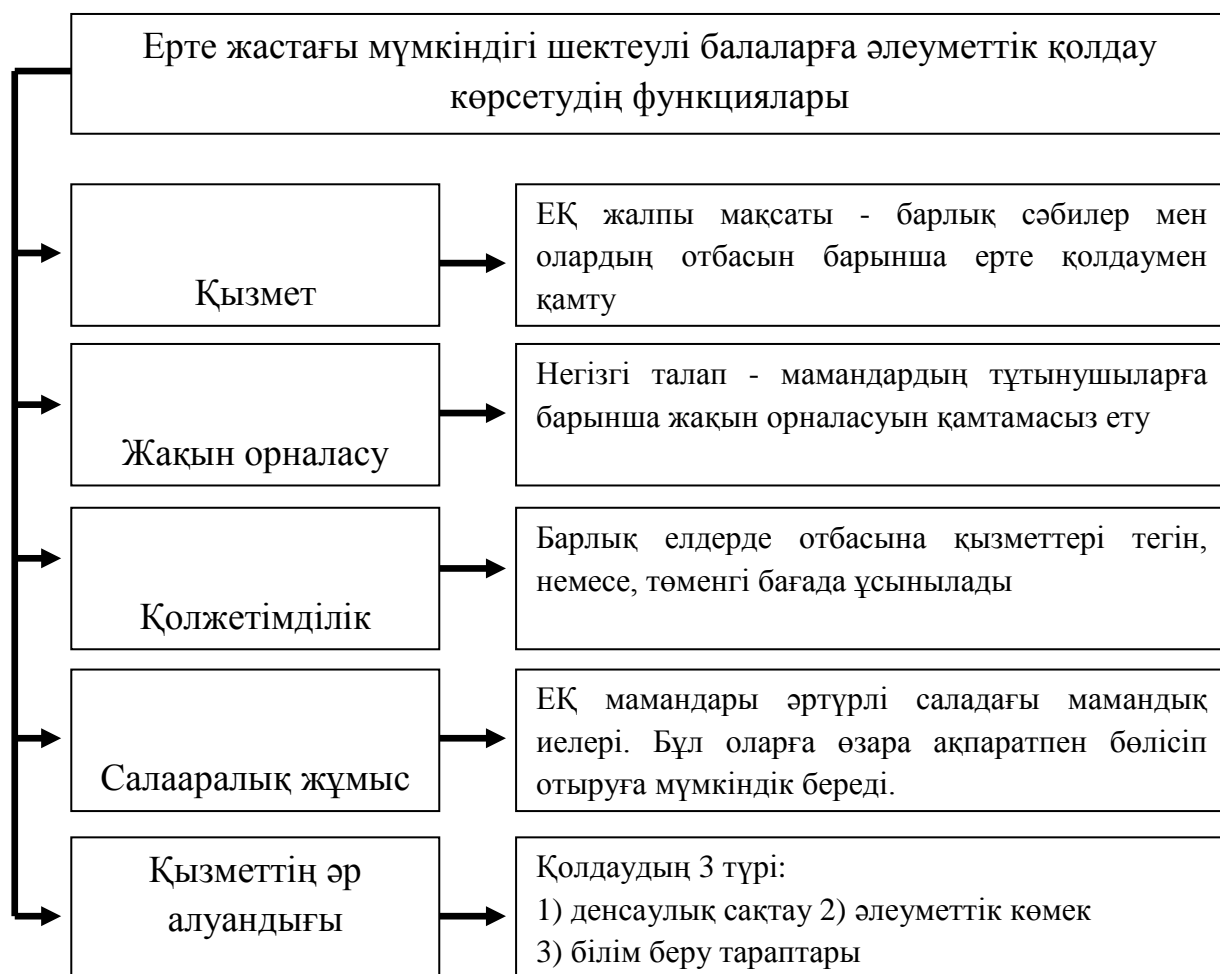 Ерте жастағы мүмкіндігі шектеулі балаларға әлеуметтік қолдау
көрсетудің функциялары
Қызмет
ЕҚ жалпы мақсаты - барлық сәбилер мен
олардың отбасын барынша ерте қолдаумен
қамту
Жақын орналасу
Негізгі талап - мамандардың тұтынушыларға
барынша жақын орналасуын қамтамасыз ету
Қолжетімділік
Барлық елдерде отбасына қызметтері тегін,
немесе, төменгі бағада ұсынылады
Салааралық жұмыс
ЕҚ мамандары әртүрлі саладағы мамандық
иелері. Бұл оларға өзара ақпаратпен бөлісіп
отыруға мүмкіндік береді.
Қызметтің әр
алуандығы
Қолдаудың 3 түрі:
1) денсаулық сақтау 2) әлеуметтік көмек
3) білім беру тараптары